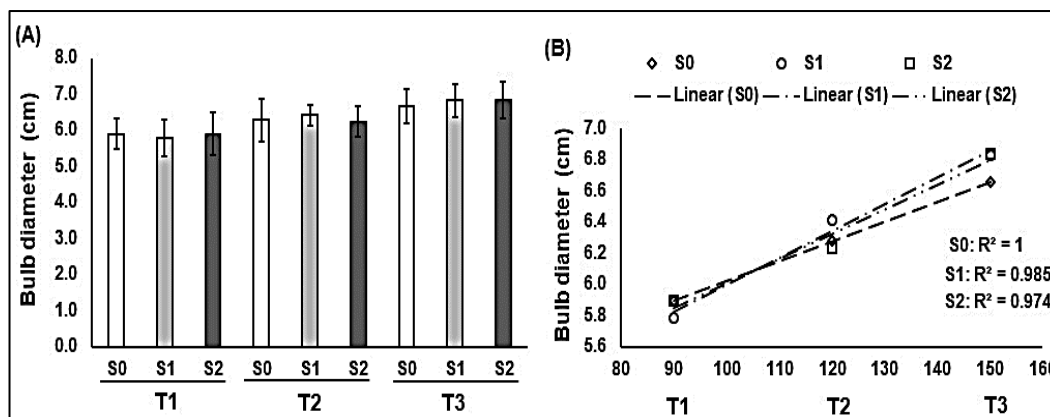 (A)
Bulb diameter (cm)
8.0
7.0
6.0
5.0
4.0
3.0
2.0
1.0
0.0
S0 S1 S2 S0 S1 S2 S0 S1 S2
T1 T2 T3
(B)
S0 S1 S2
Linear (S0) Linear (S1) Linear (S2)
Bulb diameter (cm)
7.0
6.8
6.6
6.4
6.2
6.0
5.8
5.6
S0: R² = 1
S1: R² = 0.985
S2: R² = 0.974
80 90 100 110 120 130 140 150 160
T1 T2 T3